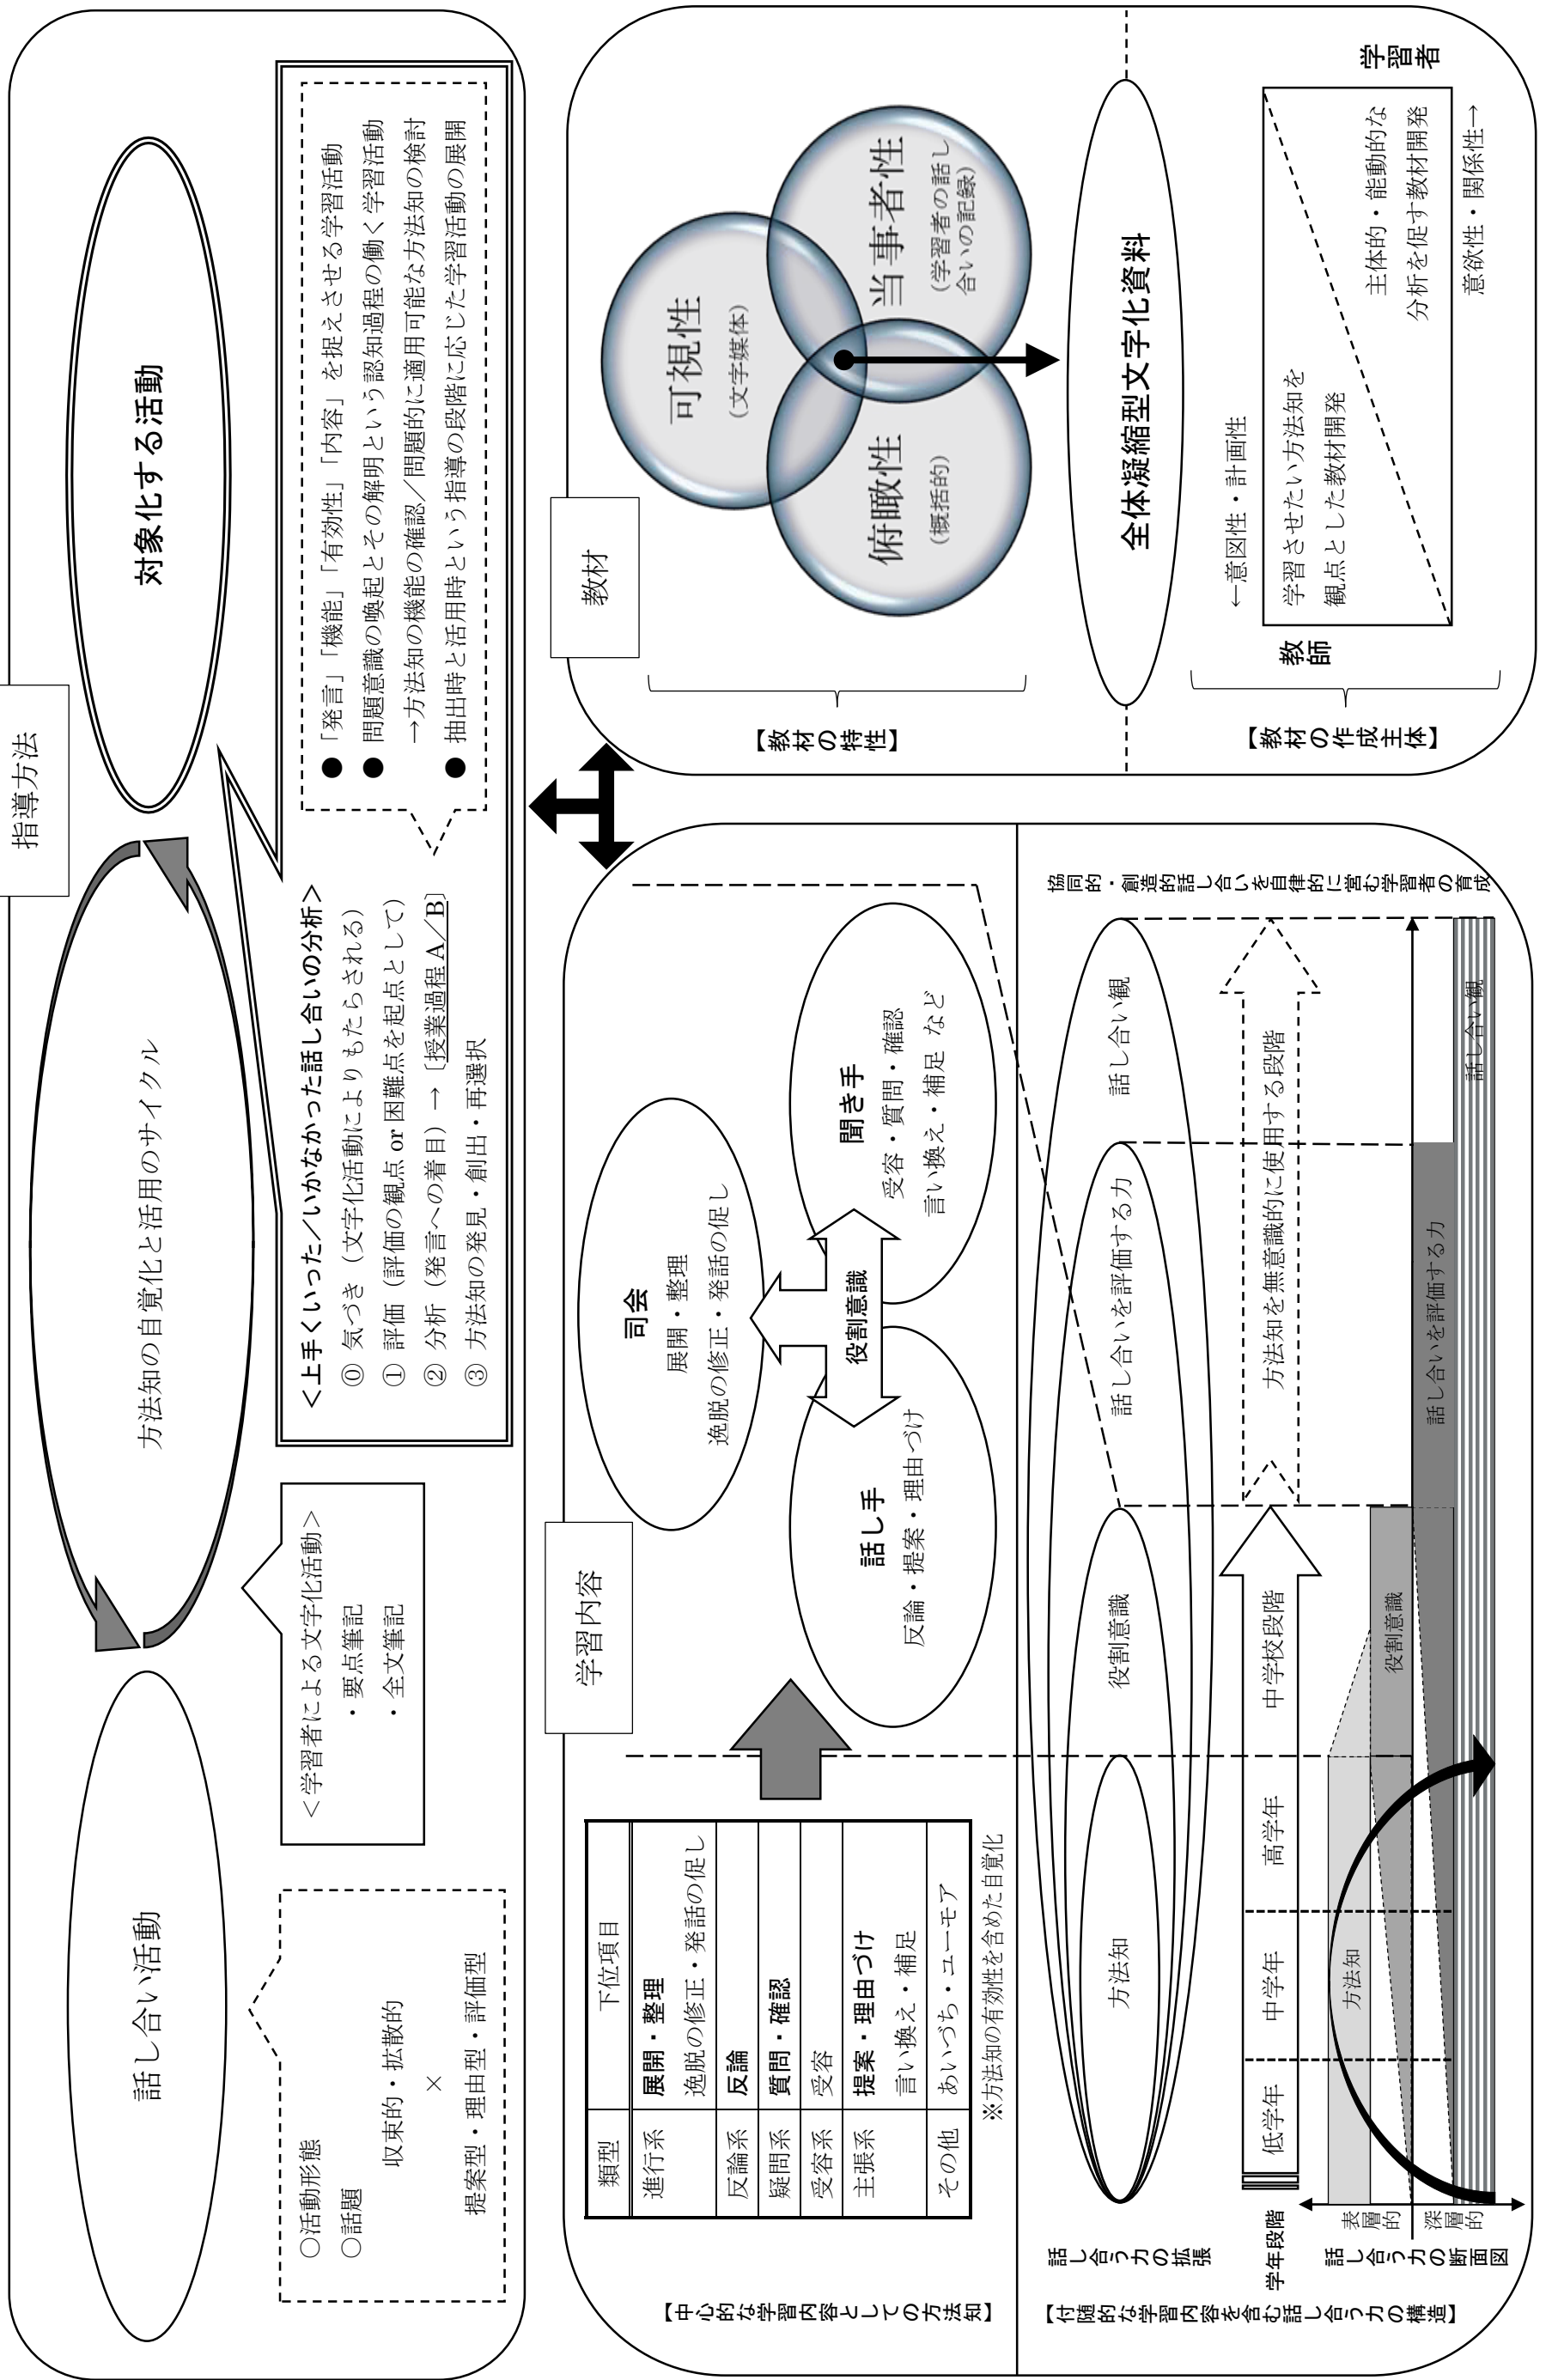 指導方法
話し合い活動
方法知の自覚化と活用のサイクル
対象化する活動
○活動形態
○話題
収束的・拡散的
×
提案型・理由型・評価型
＜学習者による文字化活動＞
・要点筆記
・全文筆記
＜上手くいった／いかなかった話し合いの分析＞
⓪ 気づき（文字化活動によりもたらされる）
① 評価（評価の観点 or 困難点を起点として）
② 分析（発言への着目）→〔授業過程 A／B〕
③ 方法知の発見・創出・再選択
● 「発言」「機能」「有効性」「内容」を捉えさせる学習活動
● 問題意識の喚起とその解明という認知過程の働く学習活動
→方法知の機能の確認／問題的に適用可能な方法知の検討
● 抽出時と活用時という指導の段階に応じた学習活動の展開
学習内容
【中心的な学習内容としての方法知】
類型 下位項目
進行系 展開・整理
逸脱の修正・発話の促し
反論系 反論
疑問系 質問・確認
受容系 受容
主張系 提案・理由づけ
言い換え・補足
その他 あいづち・ユーモア
※方法知の有効性を含めた自覚化
司会
展開・整理
逸脱の修正・発話の促し
話し手
反論・提案・理由づけ
役割意識
聞き手
受容・質問・確認
言い換え・補足 など
【付随的な学習内容を含む話し合う力の構造】
話し合う力の拡張
方法知
役割意識
話し合いを評価する力
話し合い観
協同的・創造的話し合いを自律的に営む学習者の育成
学年段階
低学年
中学年
高学年
中学校段階
方法知を無意識的に使用する段階
話し合う力の断面図
表層的
深層的
方法知
役割意識
話し合いを評価する力
話し合い観
教材
【教材の特性】
可視性
(文字媒体)
俯瞰性
(概括的)
当事者性
(学習者の話し
合いの記録)
全体凝縮型文字化資料
【教材の作成主体】
←意図性・計画性
教師
学習させたい方法知を
観点とした教材開発
主体的・能動的な
分析を促す教材開発
学習者
意欲性・関係性→